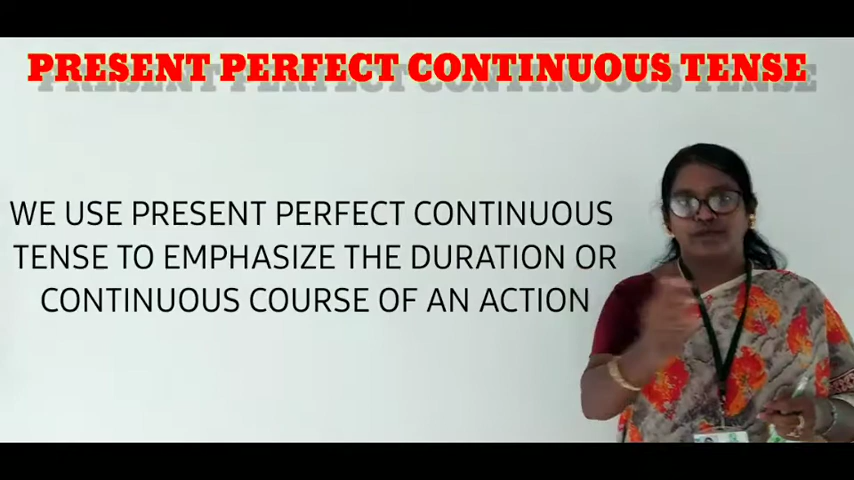 PRESENT PERFECT CONTINUOUS TENSE
WE USE PRESENT PERFECT CONTINUOUS
TENSE TO EMPHASIZE THE DURATION OR
CONTINUOUS COURSE OF AN ACTION